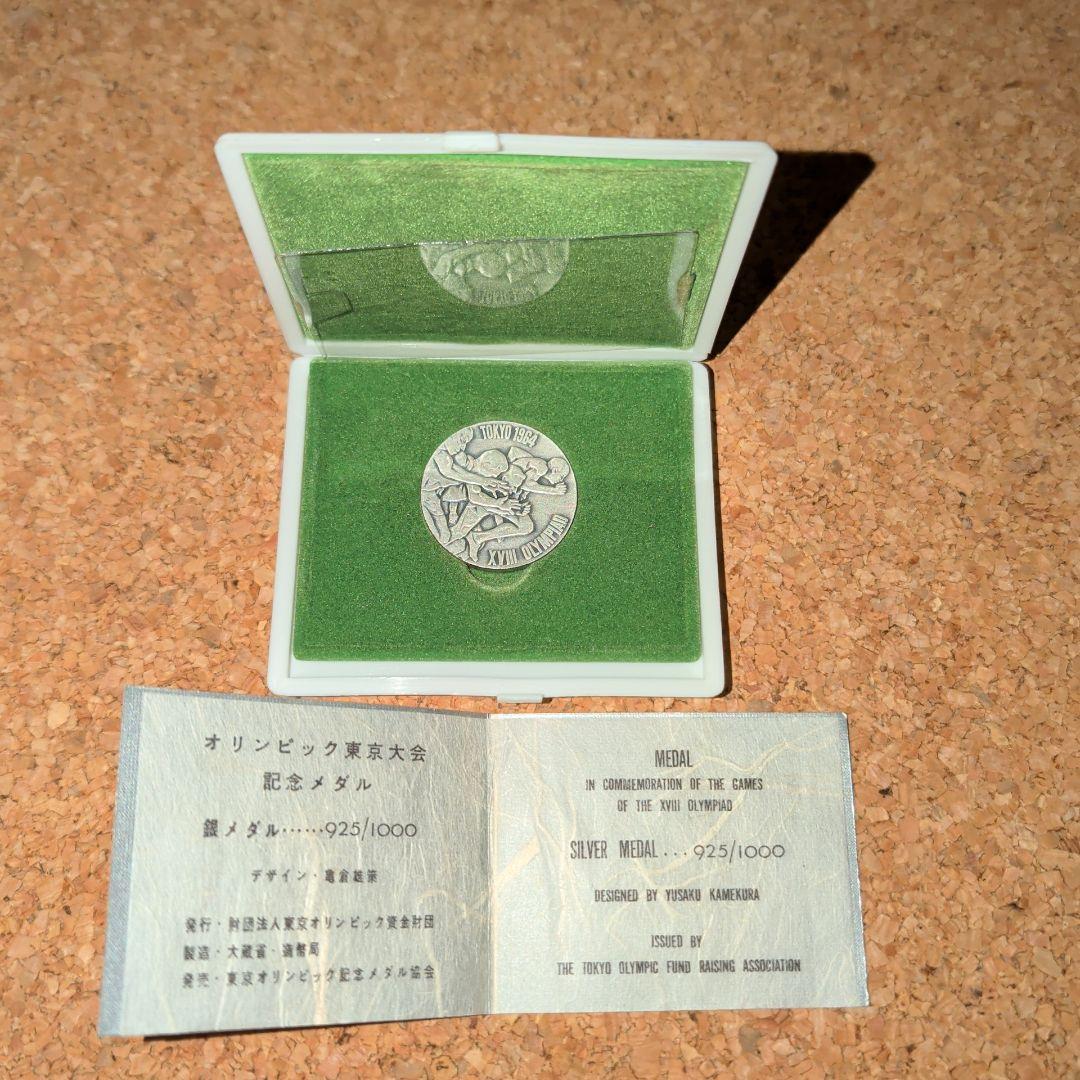 TOKYO 1964
XVIII OLYMPIAD
オリンピック東京大会
記念メダル
銀メダル……925/1000
デザイン・亀倉雄策
発行・財団法人東京オリンピック資金財団
製造・大蔵省・造幣局
発売・東京オリンピック記念メダル協会
MEDAL
IN COMMEMORATION OF THE GAMES
OF THE XVIII OLYMPIAD
SILVER MEDAL...925/1000
DESIGNED BY YUSAKU KAMEKURA
ISSUED BY
THE TOKYO OLYMPIC FUND RAISING ASSOCIATION